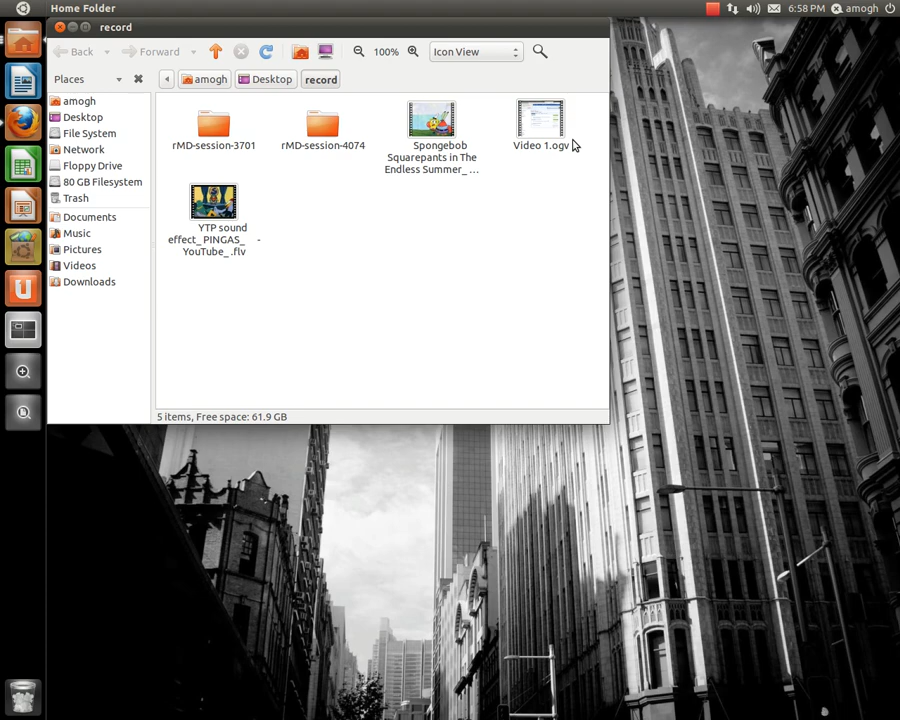 Home Folder
6:58 PM amogh
record
Back Forward 100% Icon View
Places amogh Desktop record
amogh
Desktop
File System
Network
Floppy Drive
80 GB Filesystem
Trash
Documents
Music
Pictures
Videos
Downloads
rMD-session-3701
rMD-session-4074
Spongebob
Squarepants in The
Endless Summer_ ...
Video 1.ogv
YTP sound
effect_ PINGAS_ -
YouTube_ .flv
5 items, Free space: 61.9 GB
U